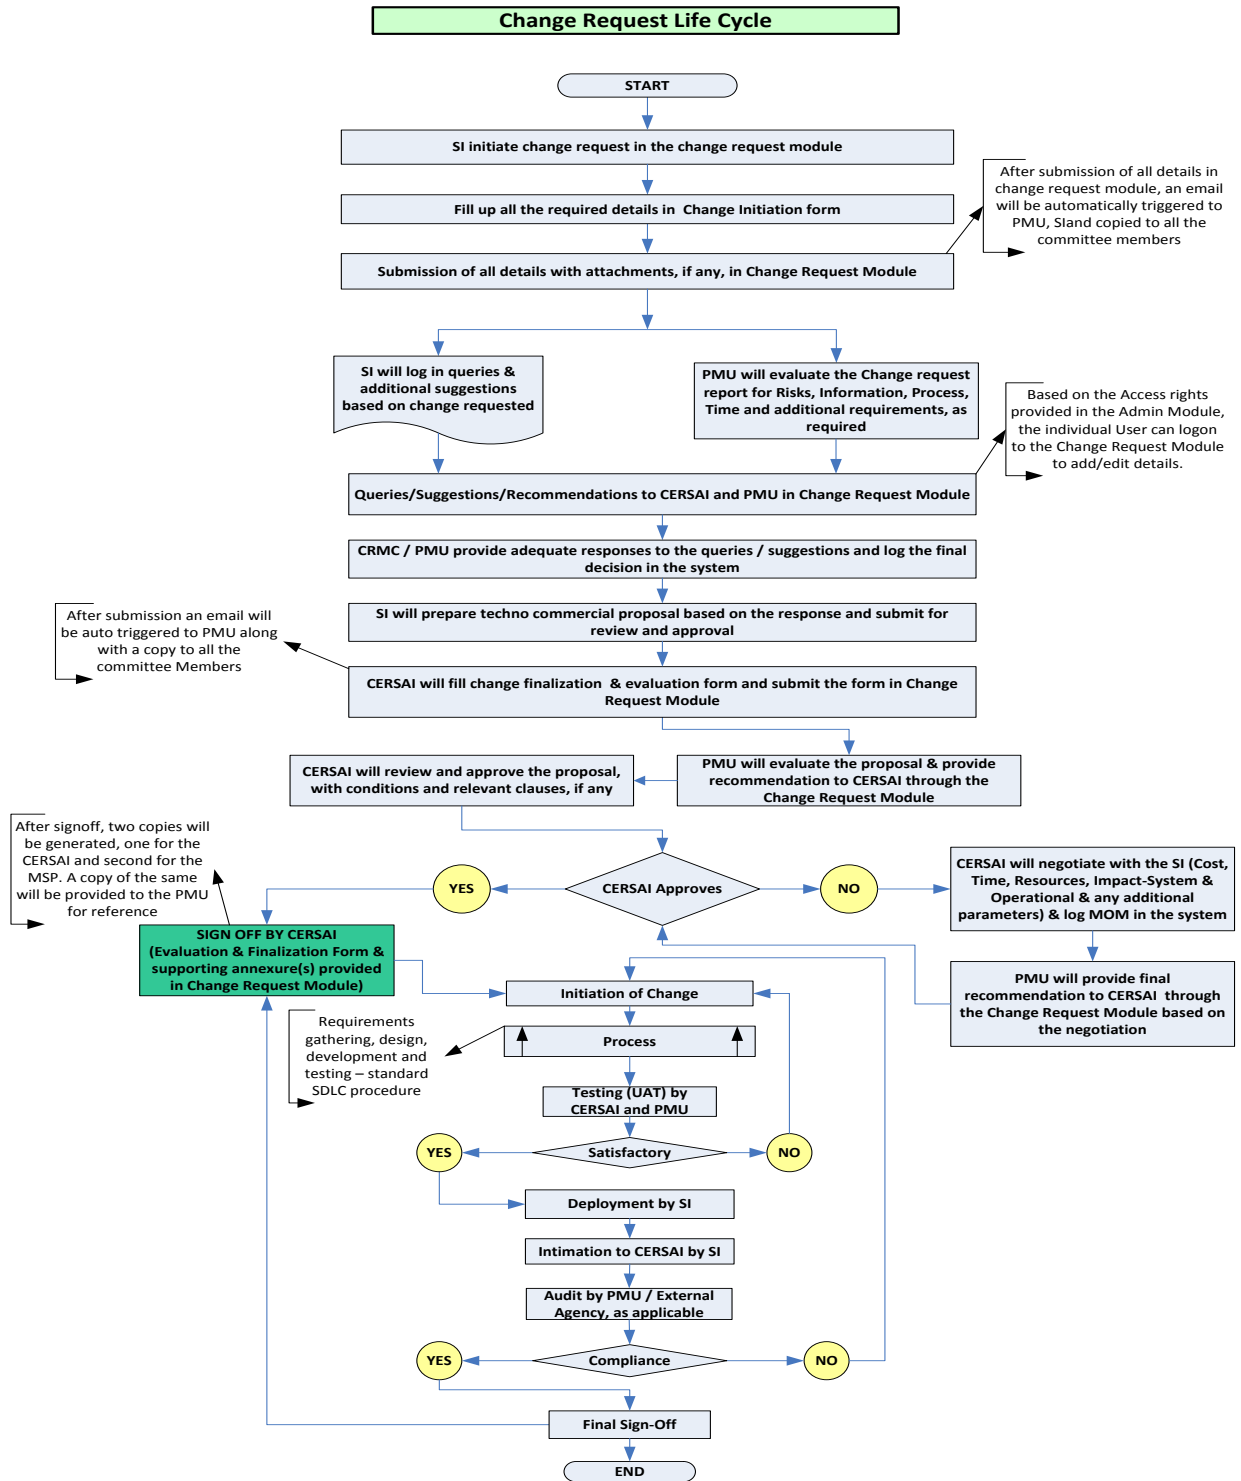 Change Request Life Cycle
START
SI initiate change request in the change request module
After submission of all details in
change request module, an email
will be automatically triggered to
PMU, SIand copied to all the
committee members
Fill up all the required details in Change Initiation form
Submission of all details with attachments, if any, in Change Request Module
SI will log in queries &
additional suggestions
based on change requested
PMU will evaluate the Change request
report for Risks, Information, Process,
Time and additional requirements, as
required
Based on the Access rights
provided in the Admin Module,
the individual User can logon
to the Change Request Module
to add/edit details.
Queries/Suggestions/Recommendations to CERSAI and PMU in Change Request Module
CRMC / PMU provide adequate responses to the queries / suggestions and log the final
decision in the system
After submission an email will
be auto triggered to PMU along
with a copy to all the
committee Members
SI will prepare techno commercial proposal based on the response and submit for
review and approval
CERSAI will fill change finalization & evaluation form and submit the form in Change
Request Module
CERSAI will review and approve the proposal,
with conditions and relevant clauses, if any
PMU will evaluate the proposal & provide
recommendation to CERSAI through the
Change Request Module
After signoff, two copies will
be generated, one for the
CERSAI and second for the
MSP. A copy of the same
will be provided to the PMU
for reference
YES
CERSAI Approves
NO
CERSAI will negotiate with the SI (Cost,
Time, Resources, Impact-System &
Operational & any additional
parameters) & log MOM in the system
SIGN OFF BY CERSAI
(Evaluation & Finalization Form &
supporting annexure(s) provided
in Change Request Module)
PMU will provide final
recommendation to CERSAI through
the Change Request Module based on
the negotiation
Initiation of Change
Requirements
gathering, design,
development and
testing – standard
SDLC procedure
Process
Testing (UAT) by
CERSAI and PMU
YES
Satisfactory
NO
Deployment by SI
Intimation to CERSAI by SI
Audit by PMU / External
Agency, as applicable
YES
Compliance
NO
Final Sign-Off
END